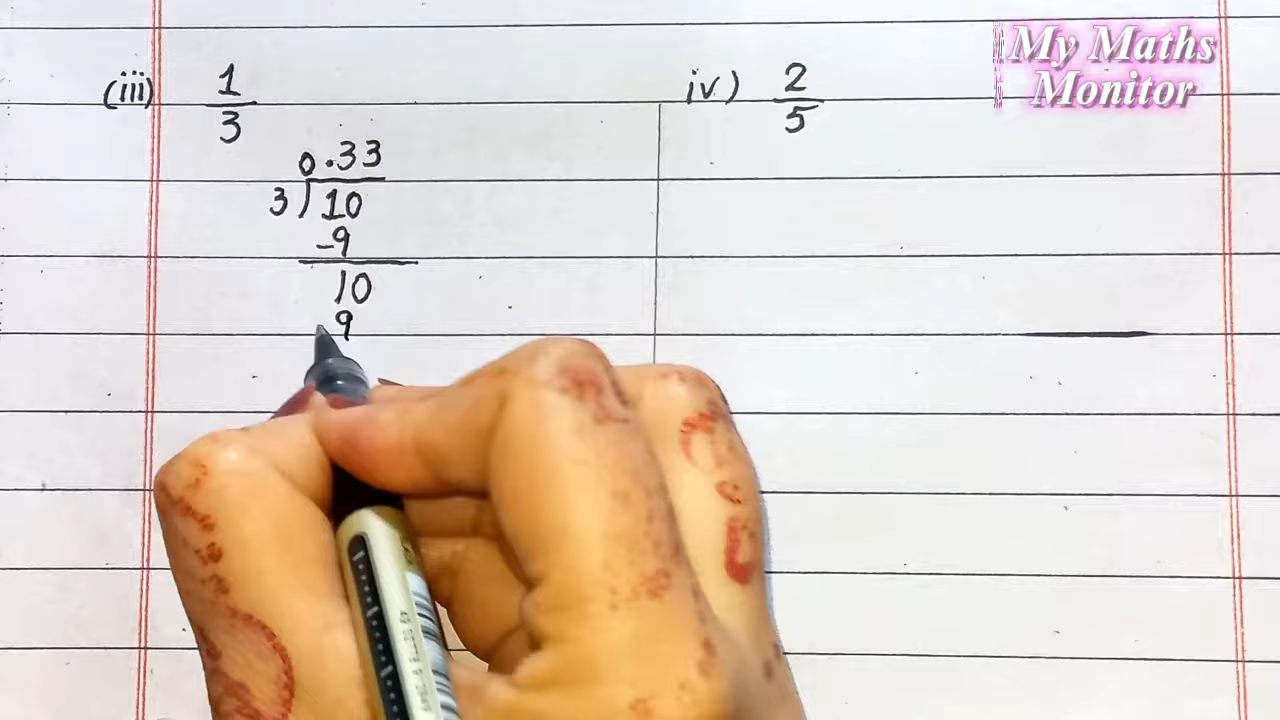 (iii) 1/3
0.33
3)10
-9
10
9
iv) 2/5
My Maths
Monitor